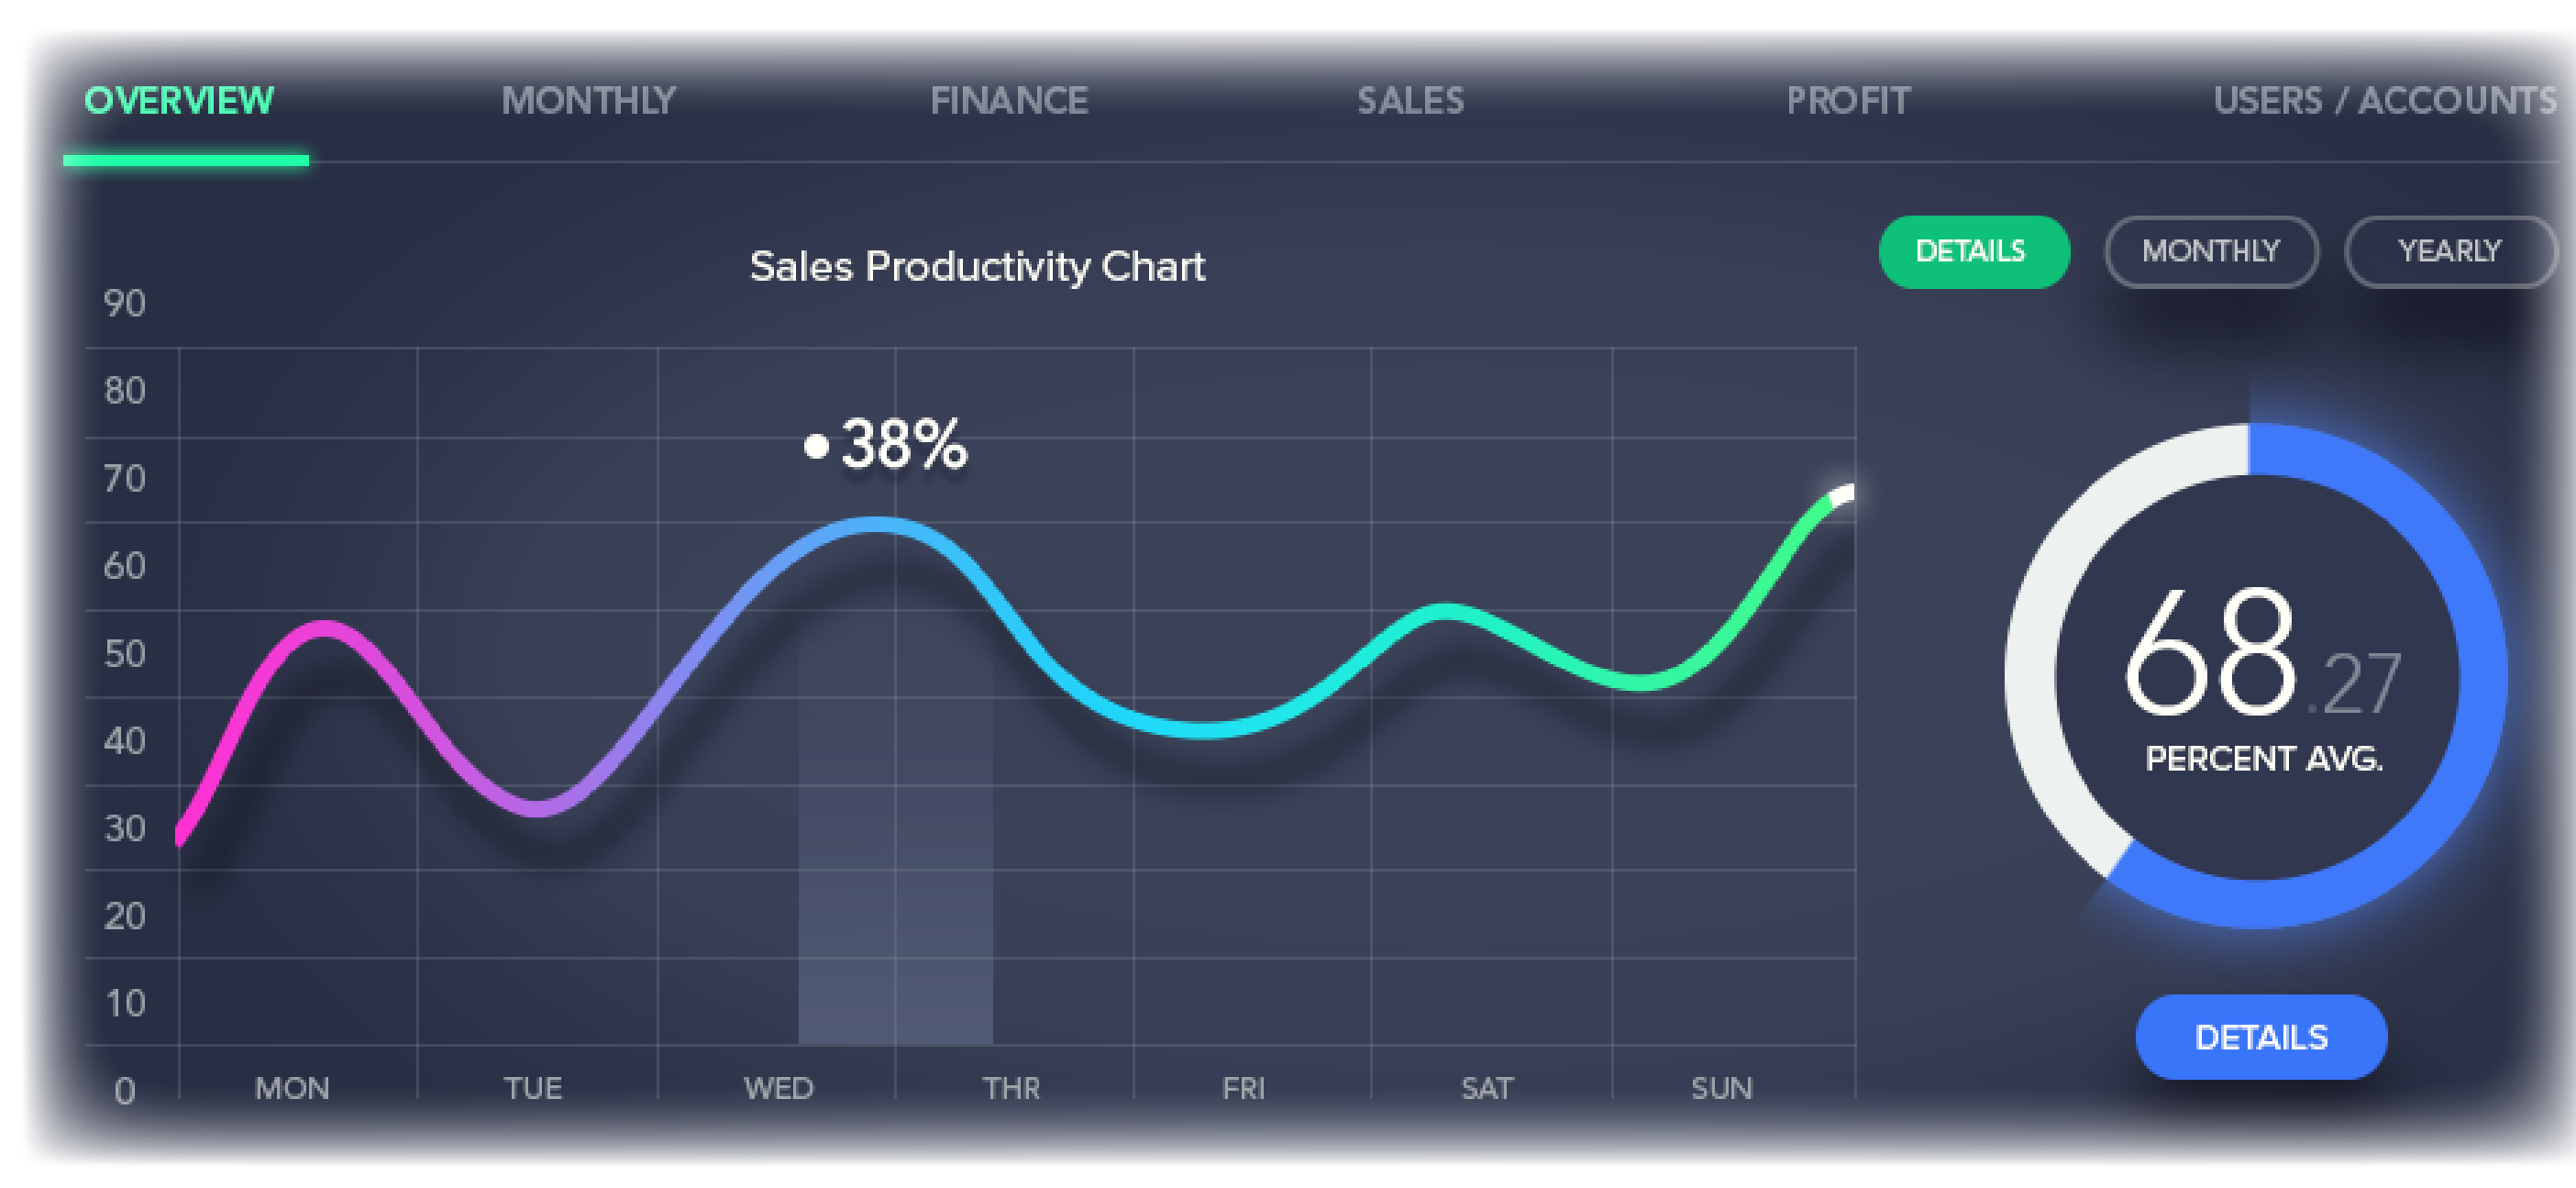 OVERVIEW MONTHLY FINANCE SALES PROFIT USERS / ACCOUNTS
DETAILS MONTHLY YEARLY
Sales Productivity Chart
90
80
38%
70
60
50
40
30
20
10
0
MON TUE WED THR FRI SAT SUN
68.27
PERCENT AVG.
DETAILS